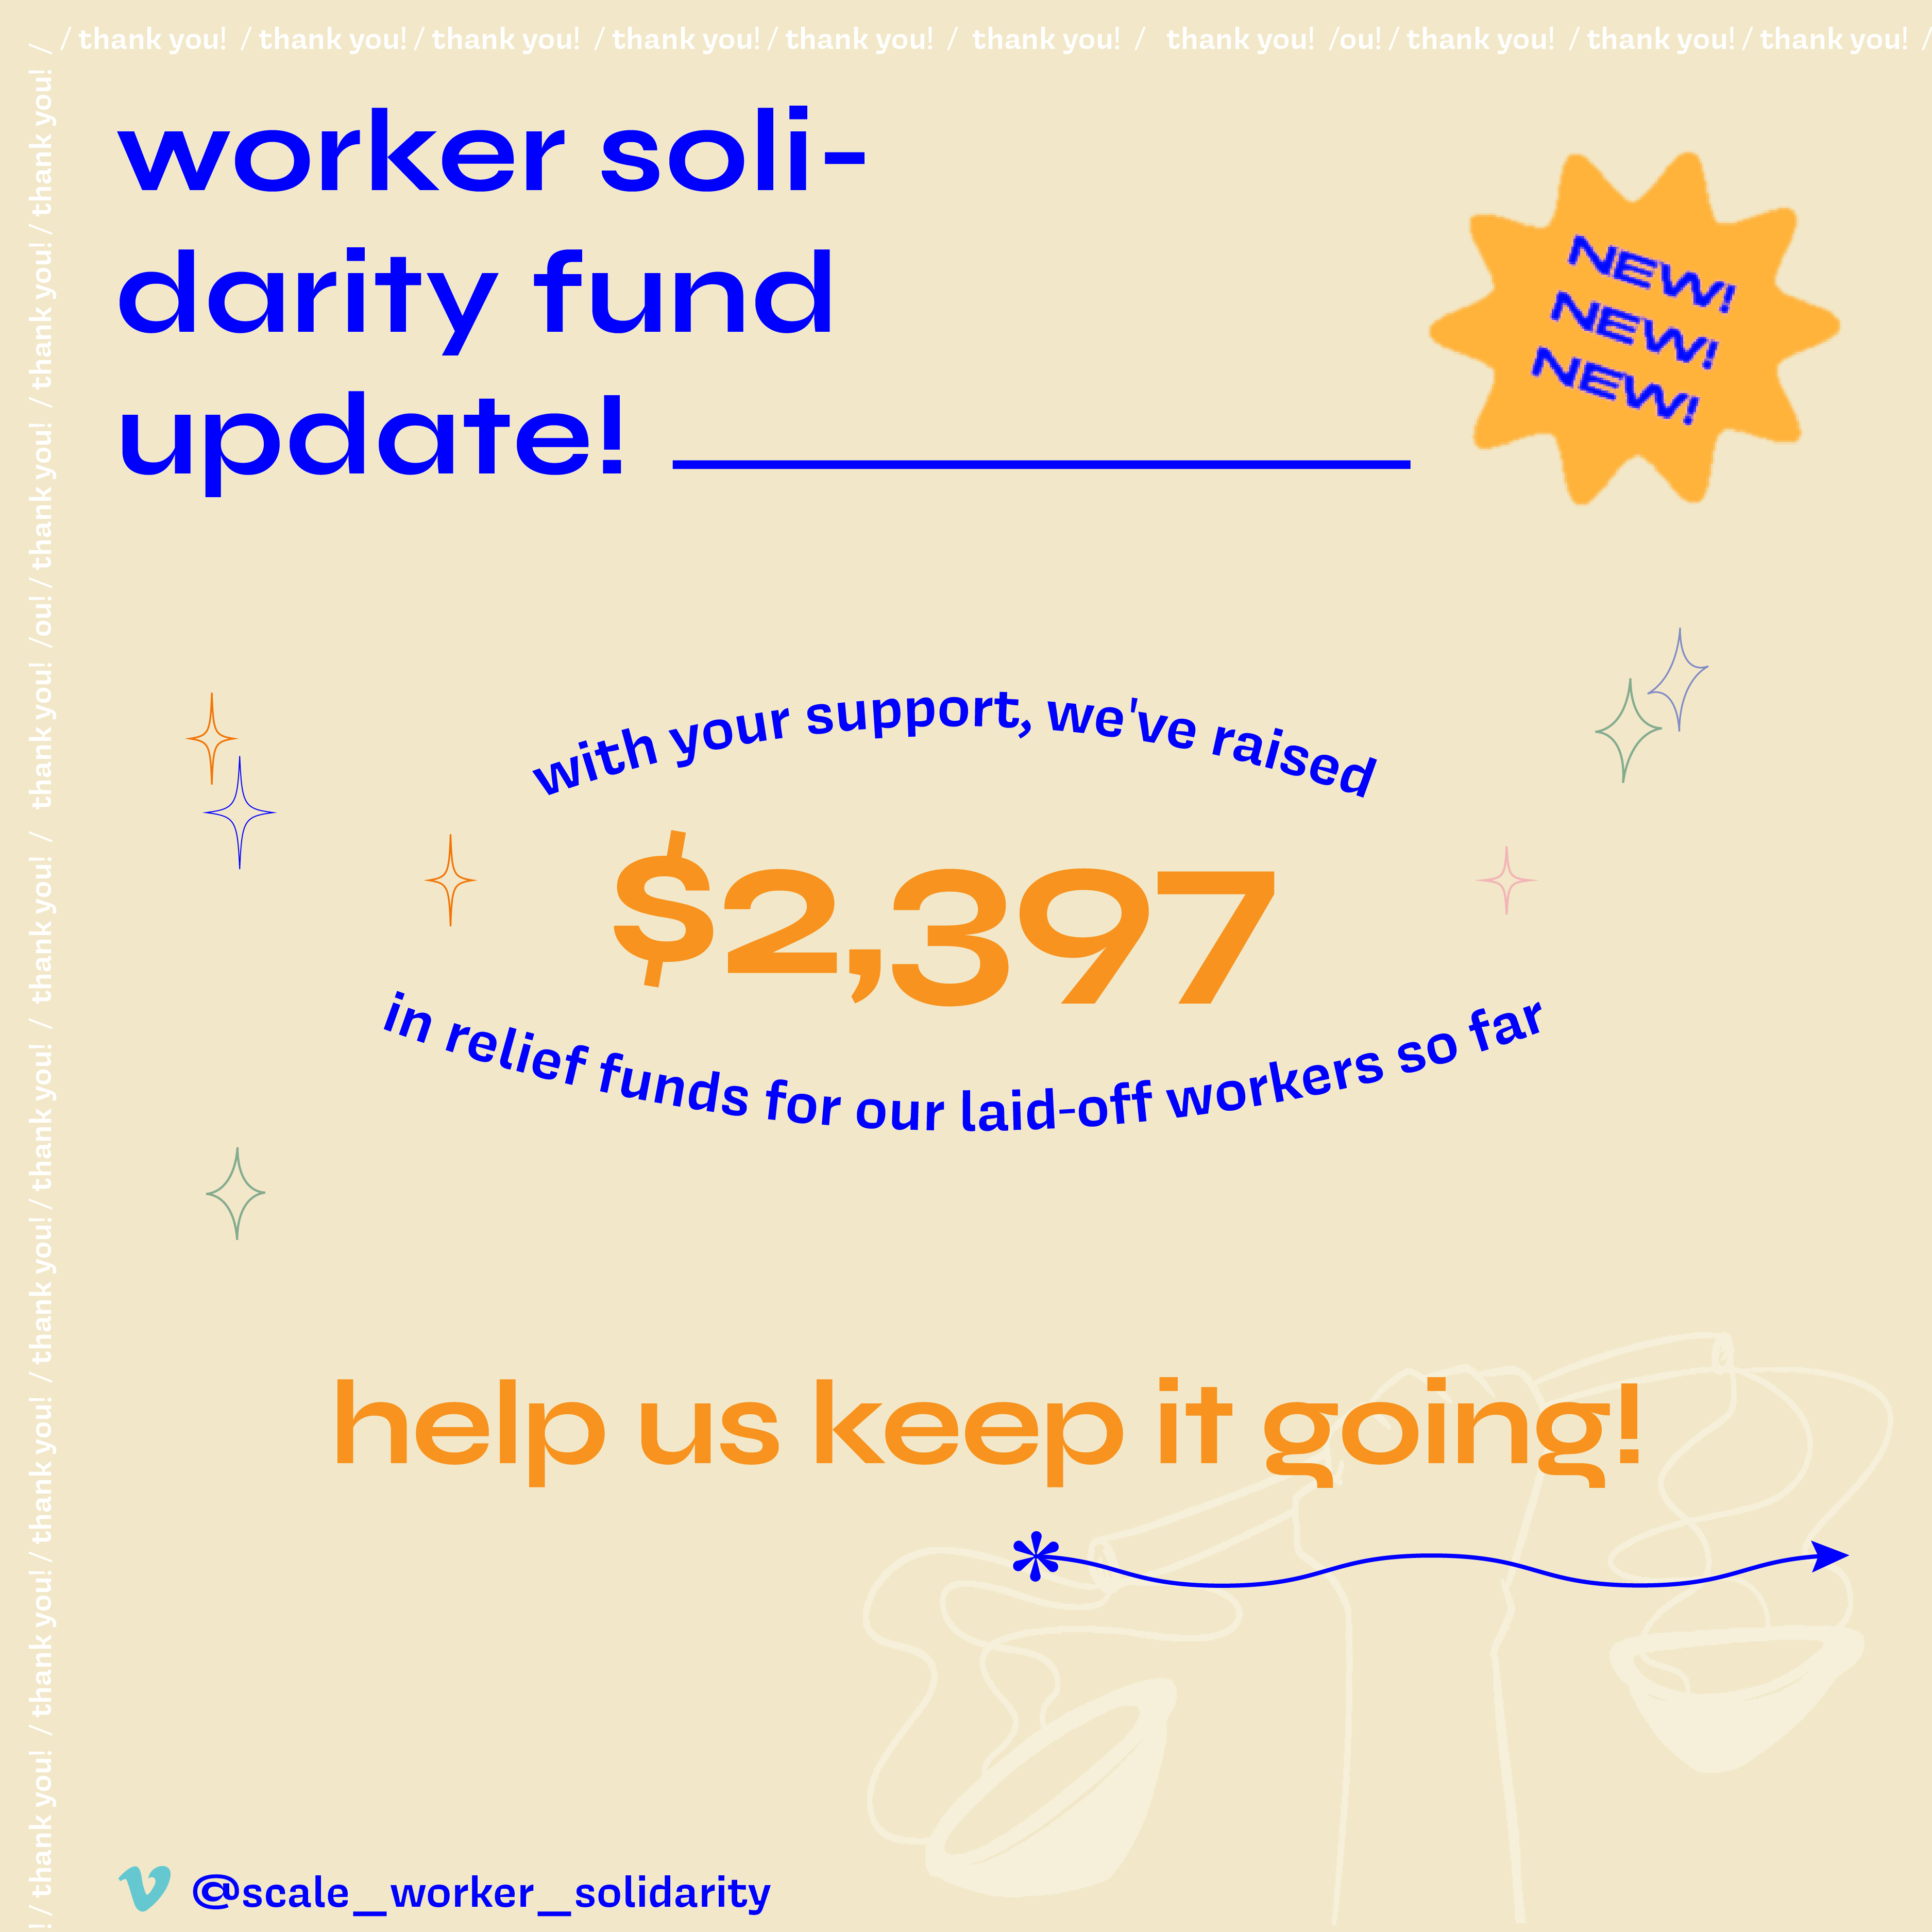 / thank you! / thank you! / thank you! / thank you! / thank you! / thank you! / thank you! /ou! / thank you! / thank you! / thank you! /
! / thank you! / thank you! / thank you! / thank you! / thank you! / thank you! / thank you! / thank you! / thank you! /ou! / thank you! / thank you! / thank you! /
worker soli-
darity fund
update!
NEW!
NEW!
NEW!
with your support, we've raised
$2,397
in relief funds for our laid-off workers so far
help us keep it going!
@scale_worker_solidarity